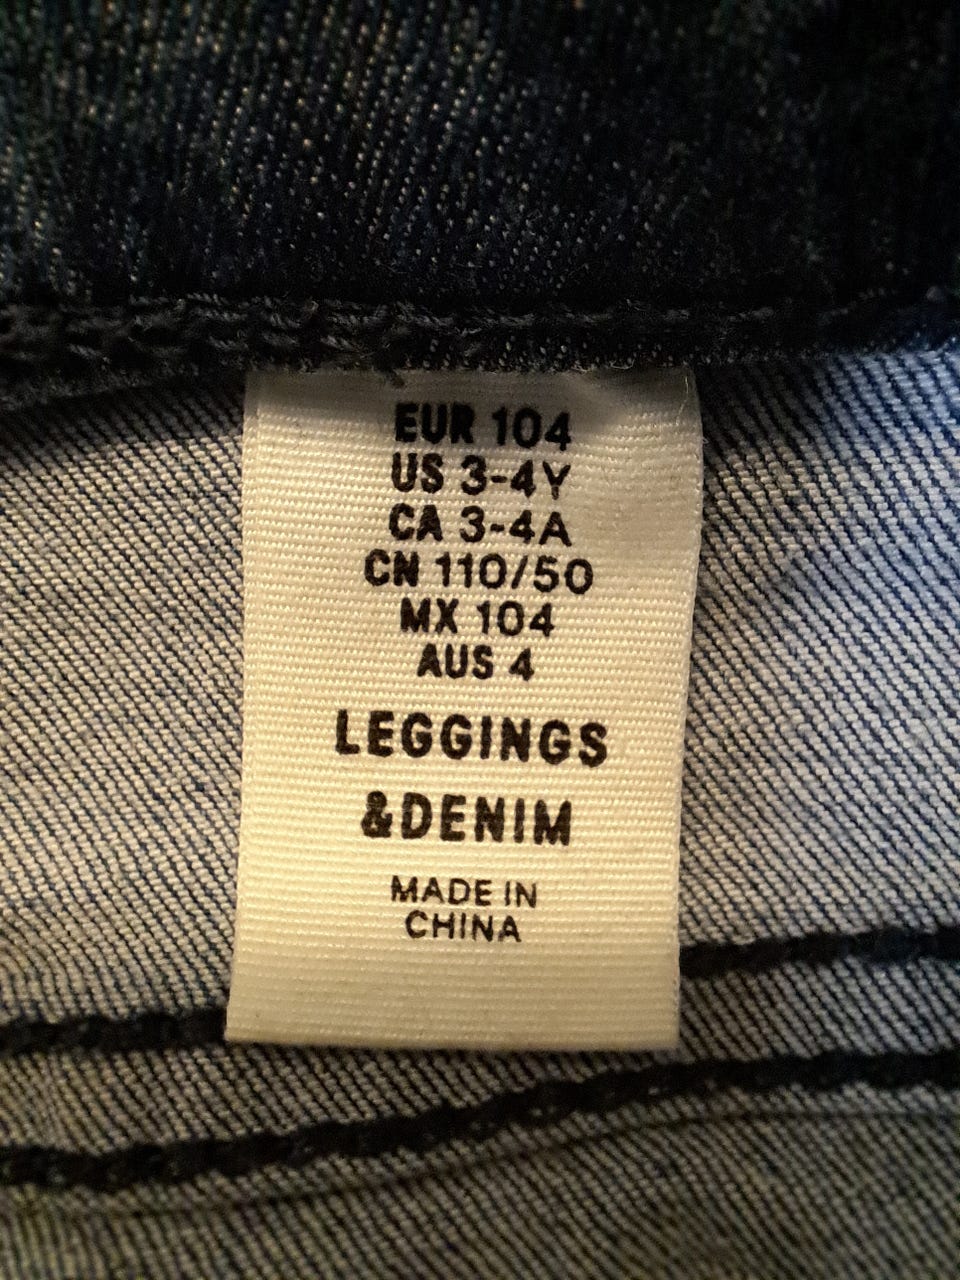 EUR 104
US 3-4Y
CA 3-4A
CN 110/50
MX 104
AUS 4
LEGGINGS
&DENIM
MADE IN
CHINA